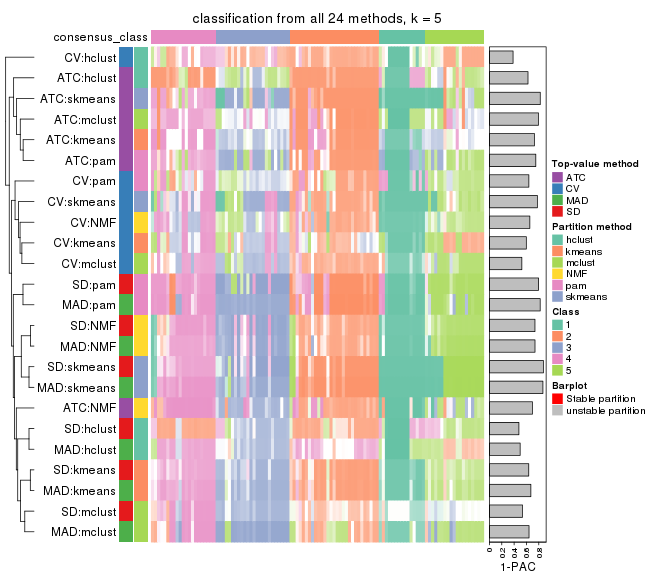 classification from all 24 methods, k = 5
consensus_class
CV:hclust
ATC:hclust
ATC:skmeans
ATC:mclust
ATC:kmeans
ATC:pam
CV:pam
CV:skmeans
CV:NMF
CV:kmeans
CV:mclust
SD:pam
MAD:pam
SD:NMF
MAD:NMF
SD:skmeans
MAD:skmeans
ATC:NMF
SD:hclust
MAD:hclust
SD:kmeans
MAD:kmeans
SD:mclust
MAD:mclust
0 0.2 0.4 0.6 0.8
1-PAC
Top-value method
ATC
CV
MAD
SD
Partition method
hclust
kmeans
mclust
NMF
pam
skmeans
Class
1
2
3
4
5
Barplot
Stable partition
unstable partition